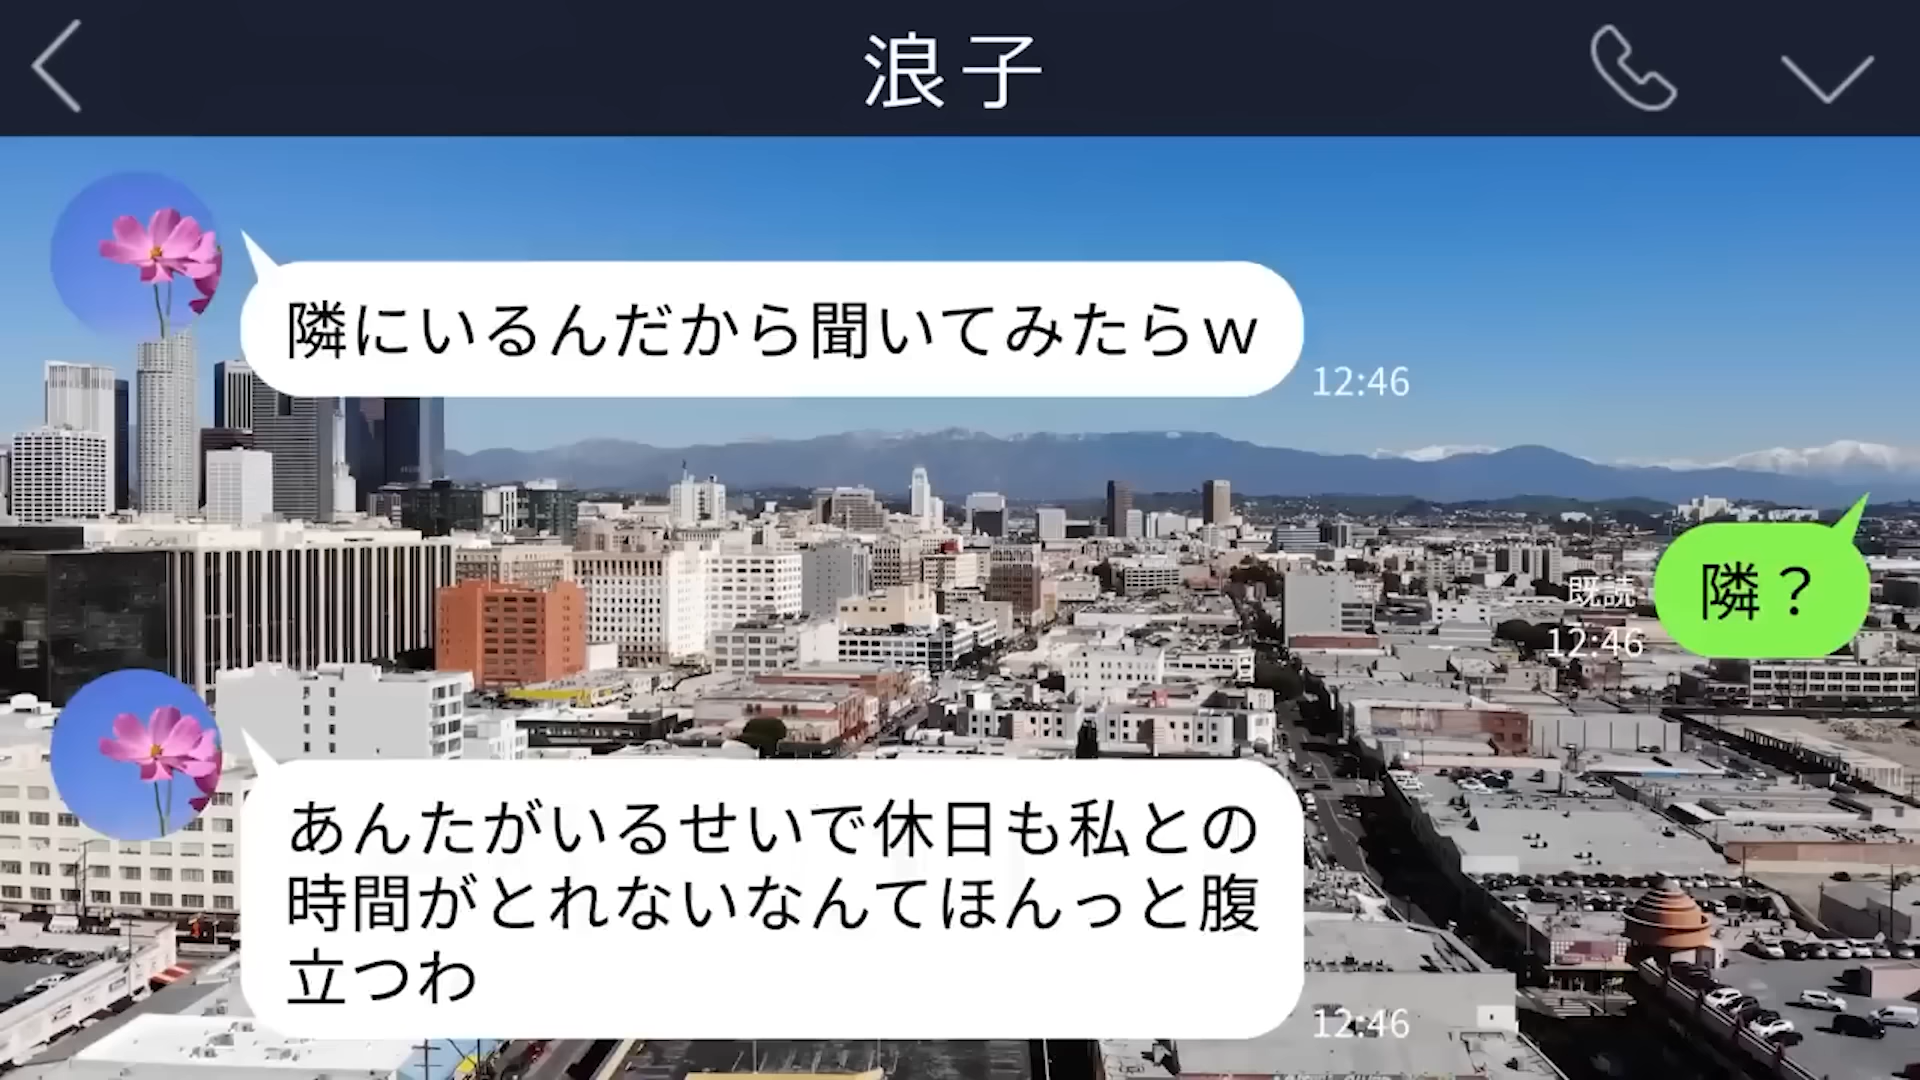 浪子
隣にいるんだから聞いてみたらｗ
12:46
隣？
既読
12:46
あんたがいるせいで休日も私との
時間がとれないなんてほんっと腹
立つわ
12:46